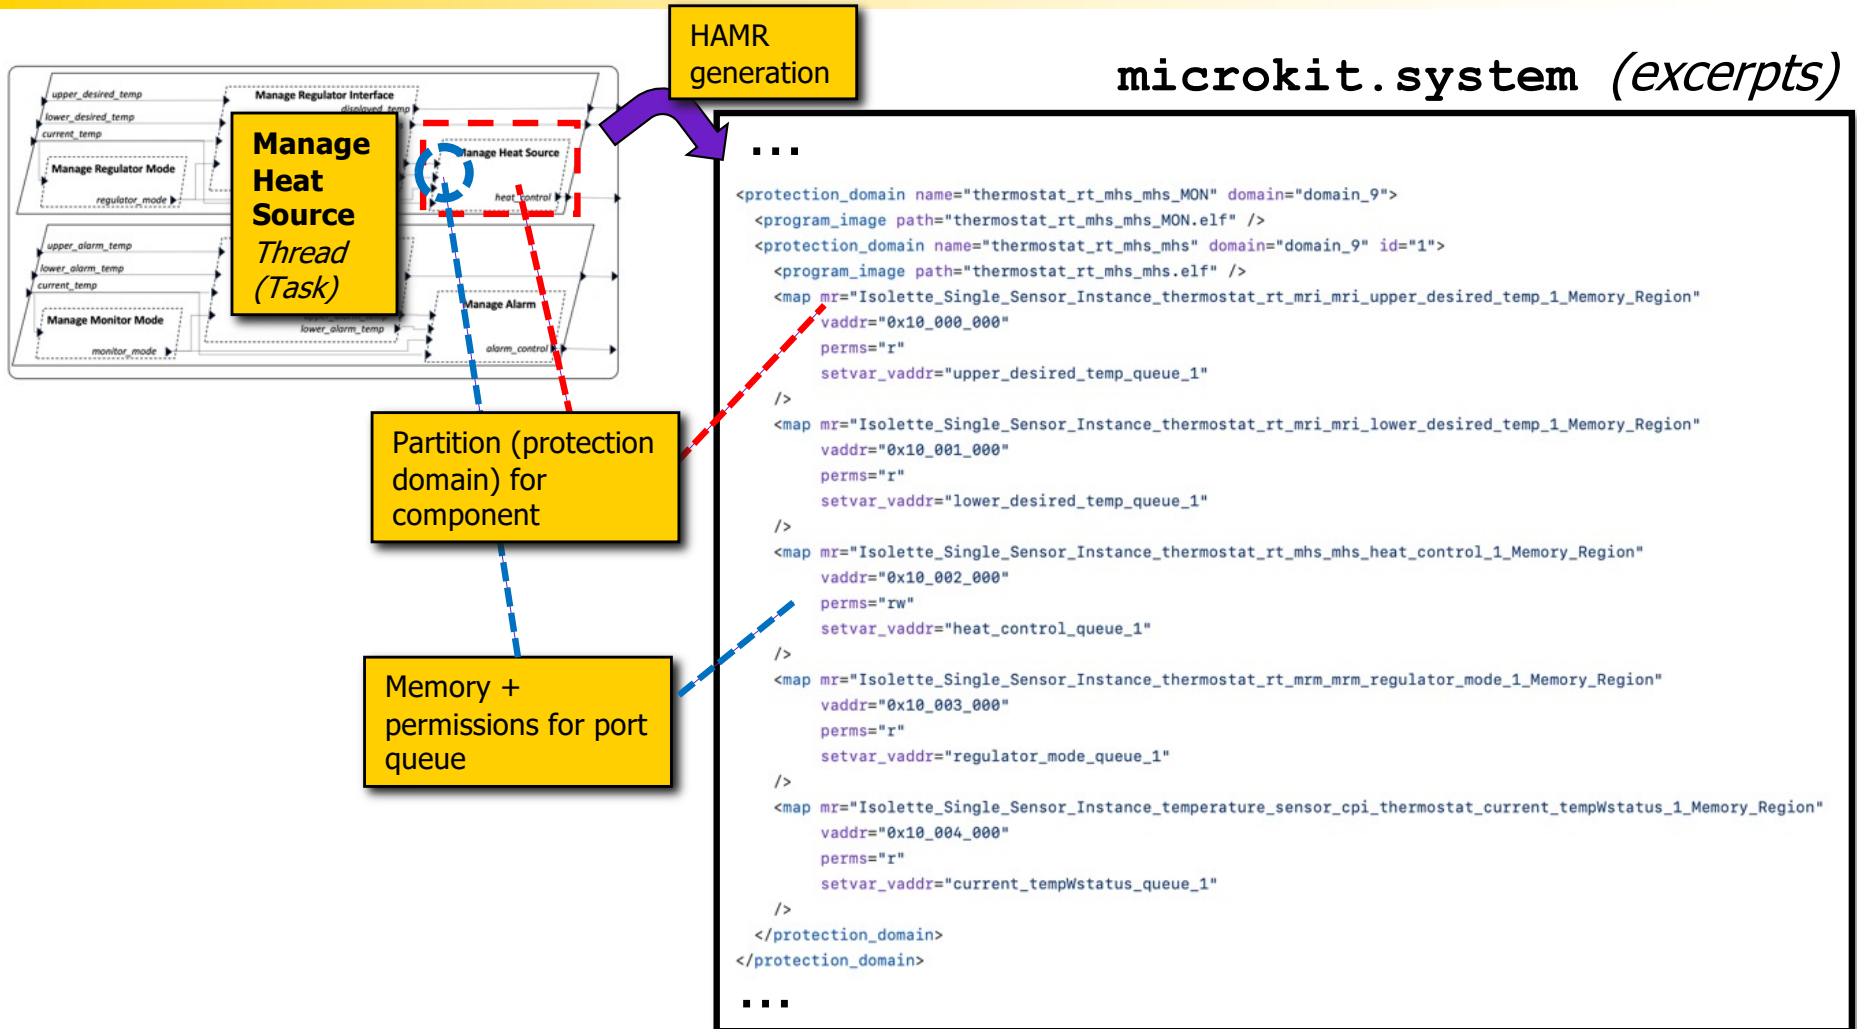 HAMR
generation
microkit.system (excerpts)
upper_desired_temp
lower_desired_temp
current_temp
Manage Regulator Interface
displayed_temp
Manage Regulator Mode
regulator_mode
Manage Heat Source
heat_control
Manage
Heat
Source
Thread
(Task)
upper_alarm_temp
lower_alarm_temp
current_temp
Manage Monitor Mode
monitor_mode
lower_alarm_temp
Manage Alarm
alarm_control
Partition (protection
domain) for
component
Memory +
permissions for port
queue
...
<protection_domain name="thermostat_rt_mhs_mhs_MON" domain="domain_9">
<program_image path="thermostat_rt_mhs_mhs_MON.elf" />
<protection_domain name="thermostat_rt_mhs_mhs" domain="domain_9" id="1">
<program_image path="thermostat_rt_mhs_mhs.elf" />
<map mr="Isolette_Single_Sensor_Instance_thermostat_rt_mri_mri_upper_desired_temp_1_Memory_Region"
vaddr="0x10_000_000"
perms="r"
setvar_vaddr="upper_desired_temp_queue_1"
/>
<map mr="Isolette_Single_Sensor_Instance_thermostat_rt_mri_mri_lower_desired_temp_1_Memory_Region"
vaddr="0x10_001_000"
perms="r"
setvar_vaddr="lower_desired_temp_queue_1"
/>
<map mr="Isolette_Single_Sensor_Instance_thermostat_rt_mhs_mhs_heat_control_1_Memory_Region"
vaddr="0x10_002_000"
perms="rw"
setvar_vaddr="heat_control_queue_1"
/>
<map mr="Isolette_Single_Sensor_Instance_thermostat_rt_mrm_mrm_regulator_mode_1_Memory_Region"
vaddr="0x10_003_000"
perms="r"
setvar_vaddr="regulator_mode_queue_1"
/>
<map mr="Isolette_Single_Sensor_Instance_temperature_sensor_cpi_thermostat_current_tempWstatus_1_Memory_Region"
vaddr="0x10_004_000"
perms="r"
setvar_vaddr="current_tempWstatus_queue_1"
/>
</protection_domain>
</protection_domain>
...